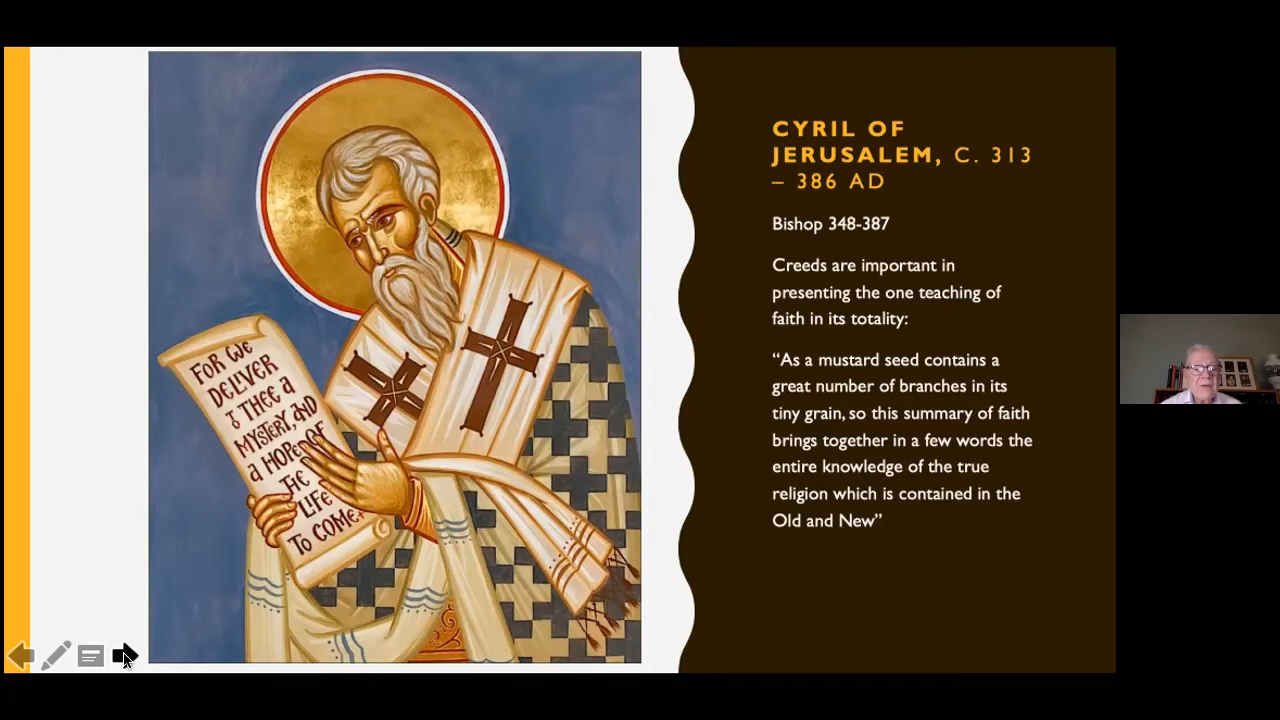 FOR WE
DELIVER
THEE a
MYSTERY, AND
a HOPE OF
THE
LIFE
To COME+
CYRIL OF
JERUSALEM, C. 313
– 386 AD
Bishop 348-387
Creeds are important in
presenting the one teaching of
faith in its totality:
“As a mustard seed contains a
great number of branches in its
tiny grain, so this summary of faith
brings together in a few words the
entire knowledge of the true
religion which is contained in the
Old and New”